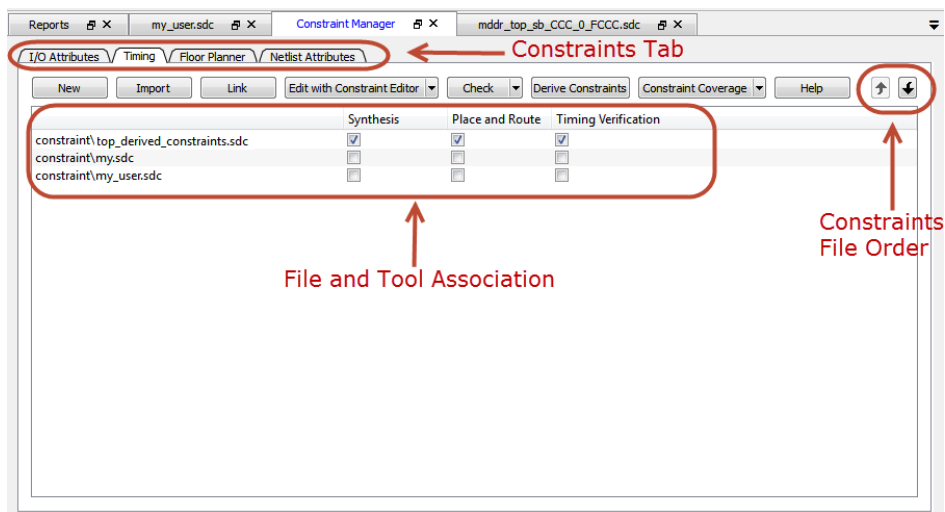 Reports my_user.sdc Constraint Manager mddr_top_sb_CCC_0_FCCC.sdc
Constraints Tab
I/O Attributes Timing Floor Planner Netlist Attributes
New Import Link Edit with Constraint Editor Check Derive Constraints Constraint Coverage Help
Synthesis Place and Route Timing Verification
constraint\top_derived_constraints.sdc
constraint\my.sdc
constraint\my_user.sdc
Constraints
File Order
File and Tool Association